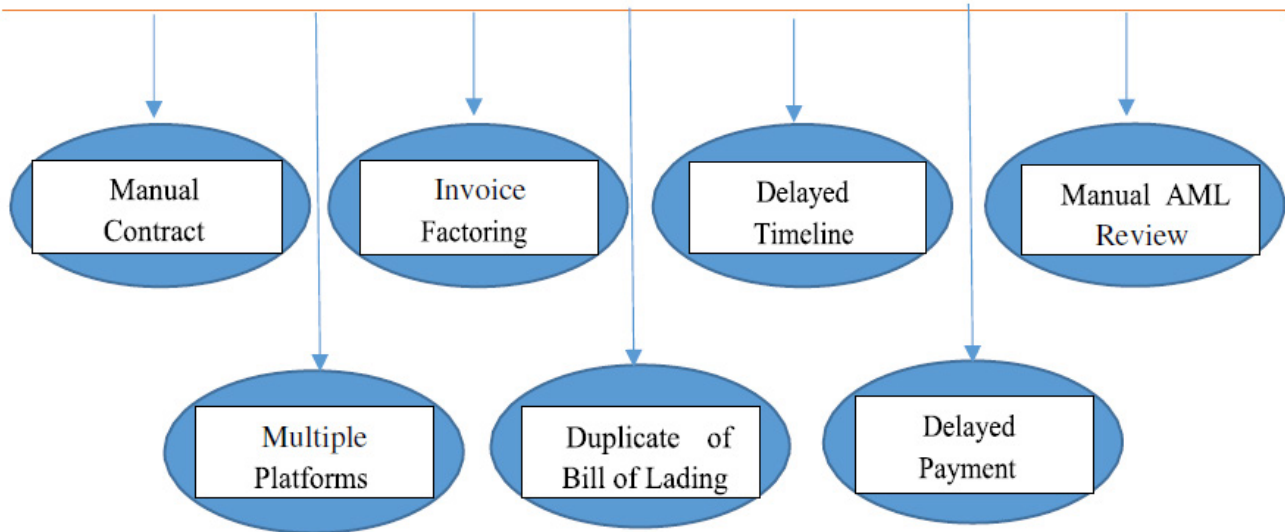 Manual
Contract
Invoice
Factoring
Delayed
Timeline
Manual AML
Review
Multiple
Platforms
Duplicate of
Bill of Lading
Delayed
Payment